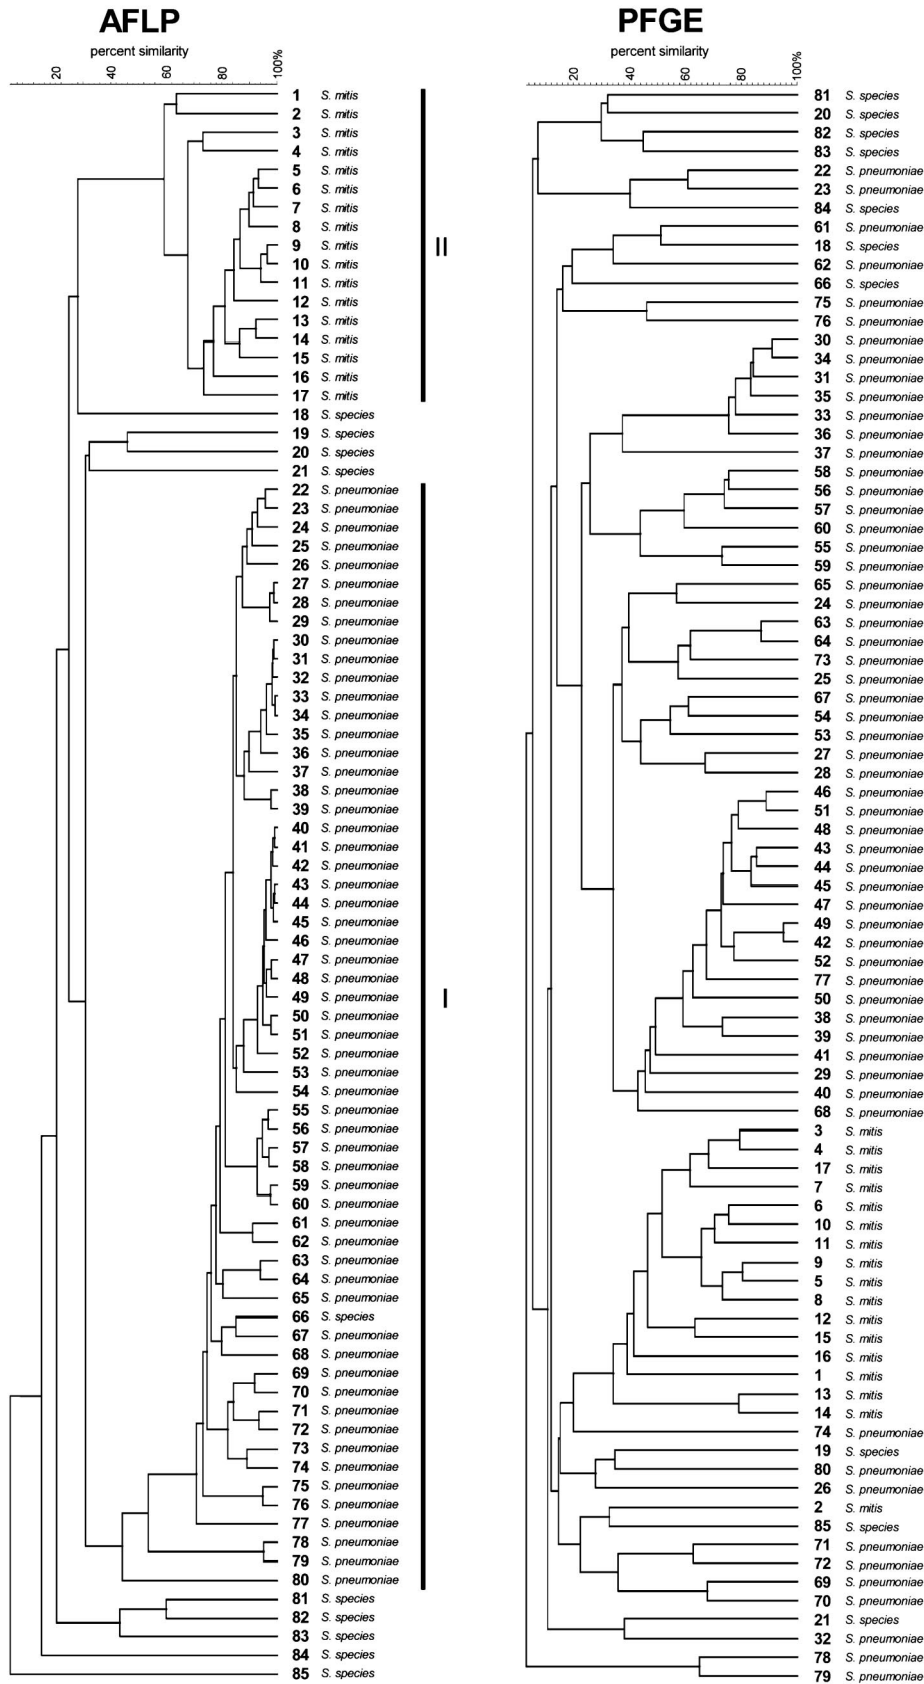 AFLP
percent similarity
20 40 60 80 100%
1 S. mitis
2 S. mitis
3 S. mitis
4 S. mitis
5 S. mitis
6 S. mitis
7 S. mitis
8 S. mitis
9 S. mitis
II
10 S. mitis
11 S. mitis
12 S. mitis
13 S. mitis
14 S. mitis
15 S. mitis
16 S. mitis
17 S. mitis
18 S. species
19 S. species
20 S. species
21 S. species
22 S. pneumoniae
23 S. pneumoniae
24 S. pneumoniae
25 S. pneumoniae
26 S. pneumoniae
27 S. pneumoniae
28 S. pneumoniae
29 S. pneumoniae
30 S. pneumoniae
31 S. pneumoniae
32 S. pneumoniae
33 S. pneumoniae
34 S. pneumoniae
35 S. pneumoniae
36 S. pneumoniae
37 S. pneumoniae
38 S. pneumoniae
39 S. pneumoniae
40 S. pneumoniae
41 S. pneumoniae
42 S. pneumoniae
43 S. pneumoniae
44 S. pneumoniae
45 S. pneumoniae
46 S. pneumoniae
47 S. pneumoniae
48 S. pneumoniae
49 S. pneumoniae
I
50 S. pneumoniae
51 S. pneumoniae
52 S. pneumoniae
53 S. pneumoniae
54 S. pneumoniae
55 S. pneumoniae
56 S. pneumoniae
57 S. pneumoniae
58 S. pneumoniae
59 S. pneumoniae
60 S. pneumoniae
61 S. pneumoniae
62 S. pneumoniae
63 S. pneumoniae
64 S. pneumoniae
65 S. pneumoniae
66 S. species
67 S. pneumoniae
68 S. pneumoniae
69 S. pneumoniae
70 S. pneumoniae
71 S. pneumoniae
72 S. pneumoniae
73 S. pneumoniae
74 S. pneumoniae
75 S. pneumoniae
76 S. pneumoniae
77 S. pneumoniae
78 S. pneumoniae
79 S. pneumoniae
80 S. pneumoniae
81 S. species
82 S. species
83 S. species
84 S. species
85 S. species
PFGE
percent similarity
20 40 60 80 100%
81 S. species
20 S. species
82 S. species
83 S. species
22 S. pneumoniae
23 S. pneumoniae
84 S. species
61 S. pneumoniae
18 S. species
62 S. pneumoniae
66 S. species
75 S. pneumoniae
76 S. pneumoniae
30 S. pneumoniae
34 S. pneumoniae
31 S. pneumoniae
35 S. pneumoniae
33 S. pneumoniae
36 S. pneumoniae
37 S. pneumoniae
58 S. pneumoniae
56 S. pneumoniae
57 S. pneumoniae
60 S. pneumoniae
55 S. pneumoniae
59 S. pneumoniae
65 S. pneumoniae
24 S. pneumoniae
63 S. pneumoniae
64 S. pneumoniae
73 S. pneumoniae
25 S. pneumoniae
67 S. pneumoniae
54 S. pneumoniae
53 S. pneumoniae
27 S. pneumoniae
28 S. pneumoniae
46 S. pneumoniae
51 S. pneumoniae
48 S. pneumoniae
43 S. pneumoniae
44 S. pneumoniae
45 S. pneumoniae
47 S. pneumoniae
49 S. pneumoniae
42 S. pneumoniae
52 S. pneumoniae
77 S. pneumoniae
50 S. pneumoniae
38 S. pneumoniae
39 S. pneumoniae
41 S. pneumoniae
29 S. pneumoniae
40 S. pneumoniae
68 S. pneumoniae
3 S. mitis
4 S. mitis
17 S. mitis
7 S. mitis
6 S. mitis
10 S. mitis
11 S. mitis
9 S. mitis
5 S. mitis
8 S. mitis
12 S. mitis
15 S. mitis
16 S. mitis
1 S. mitis
13 S. mitis
14 S. mitis
74 S. pneumoniae
19 S. species
80 S. pneumoniae
26 S. pneumoniae
2 S. mitis
85 S. species
71 S. pneumoniae
72 S. pneumoniae
69 S. pneumoniae
70 S. pneumoniae
21 S. species
32 S. pneumoniae
78 S. pneumoniae
79 S. pneumoniae